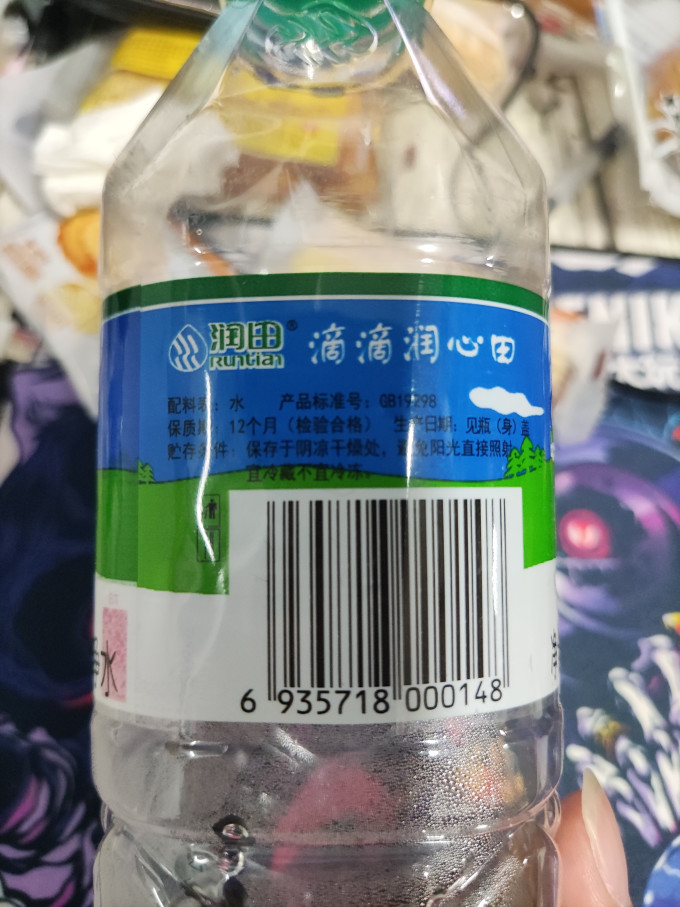 润田®
Runtian
滴滴润心田
配料表：水 产品标准号：GB19298
保质期：12个月（检验合格） 生产日期：见瓶(身)盖
贮存条件：保存于阴凉干燥处，避免阳光直接照射，
宜冷藏不宜冷冻。
6 935718 000148
水